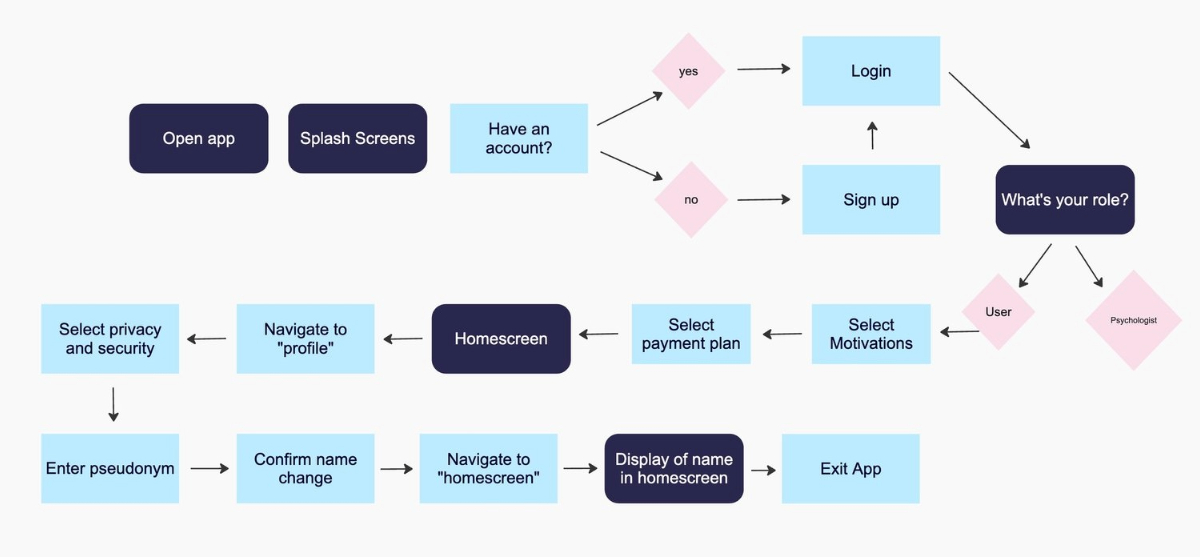 yes
Login
Open app
Splash Screens
Have an
account?
no
Sign up
What's your role?
User
Psychologist
Select
Motivations
Select
payment plan
Homescreen
Navigate to
"profile"
Select privacy
and security
Enter pseudonym
Confirm name
change
Navigate to
"homescreen"
Display of name
in homescreen
Exit App